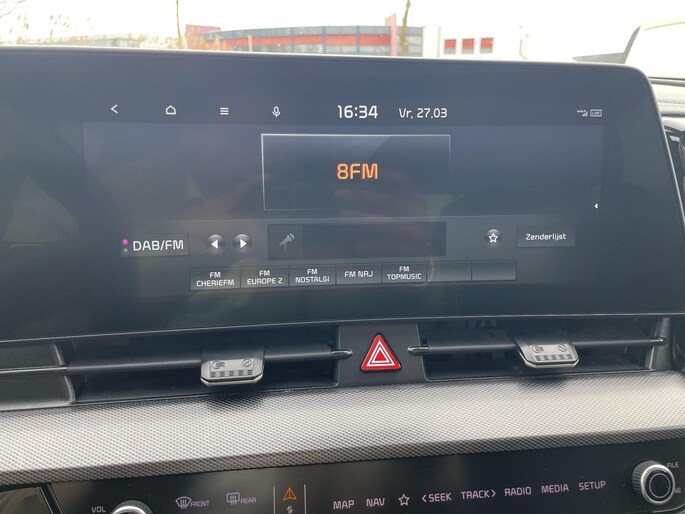 16:34 Vr, 27.03
8FM
DAB/FM
Zenderlijst
FM CHERIEFM
FM EUROPE 2
FM NOSTALGI
FM NRJ
FM TOPMUSIC
VOL FRONT REAR MAP NAV <SEEK TRACK> RADIO MEDIA SETUP FILE